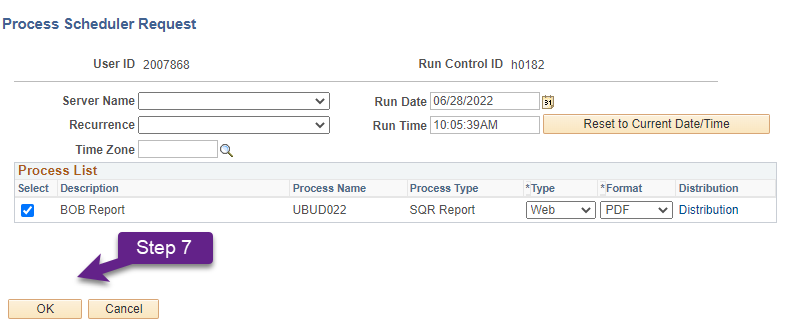 Process Scheduler Request
User ID 2007868 Run Control ID h0182
Server Name Run Date 06/28/2022 31
Recurrence Run Time 10:05:39AM Reset to Current Date/Time
Time Zone
Process List
Select Description Process Name Process Type *Type *Format Distribution
BOB Report UBUD022 SQR Report Web PDF Distribution
Step 7
OK Cancel